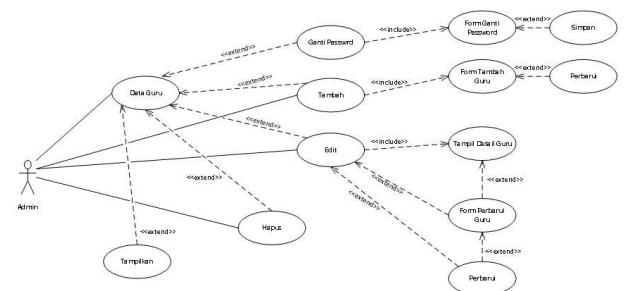 Form Ganti
Password
<<extend>>
Simpan
<<include>>
Ganti Passwrd
<<extend>>
Form Tambah
Guru
<<extend>>
Perbarui
<<include>>
Tambah
<<extend>>
Data Guru
<<extend>>
Edit
<<include>>
Tampil Datail Guru
<<extend>>
<<extend>>
<<extend>>
<<extend>>
Form Perbarui
Guru
Admin
Hapus
<<extend>>
<<extend>>
Tampilkan
Perbarui